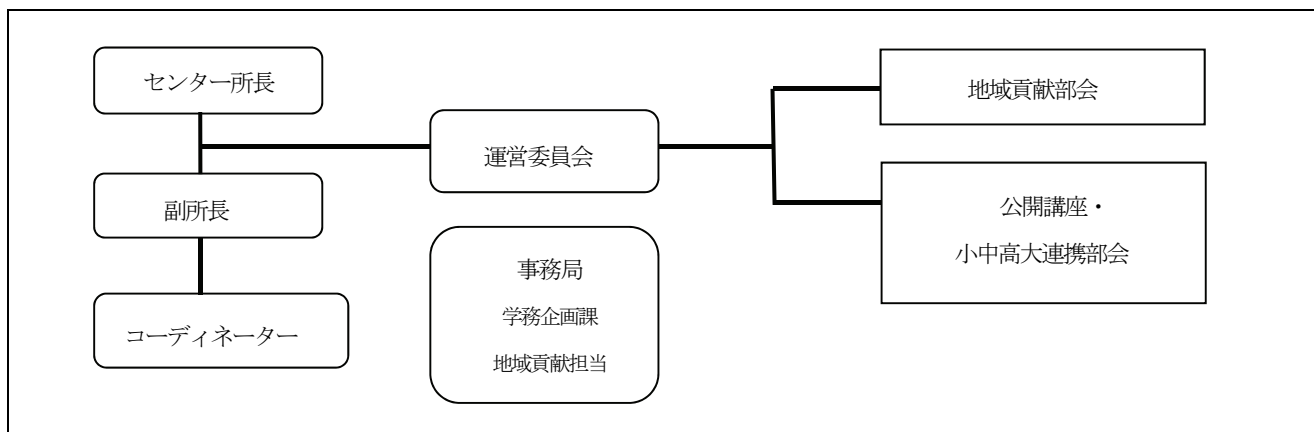 センター所長
副所長
コーディネーター
運営委員会
事務局
学務企画課
地域貢献担当
地域貢献部会
公開講座・
小中高大連携部会